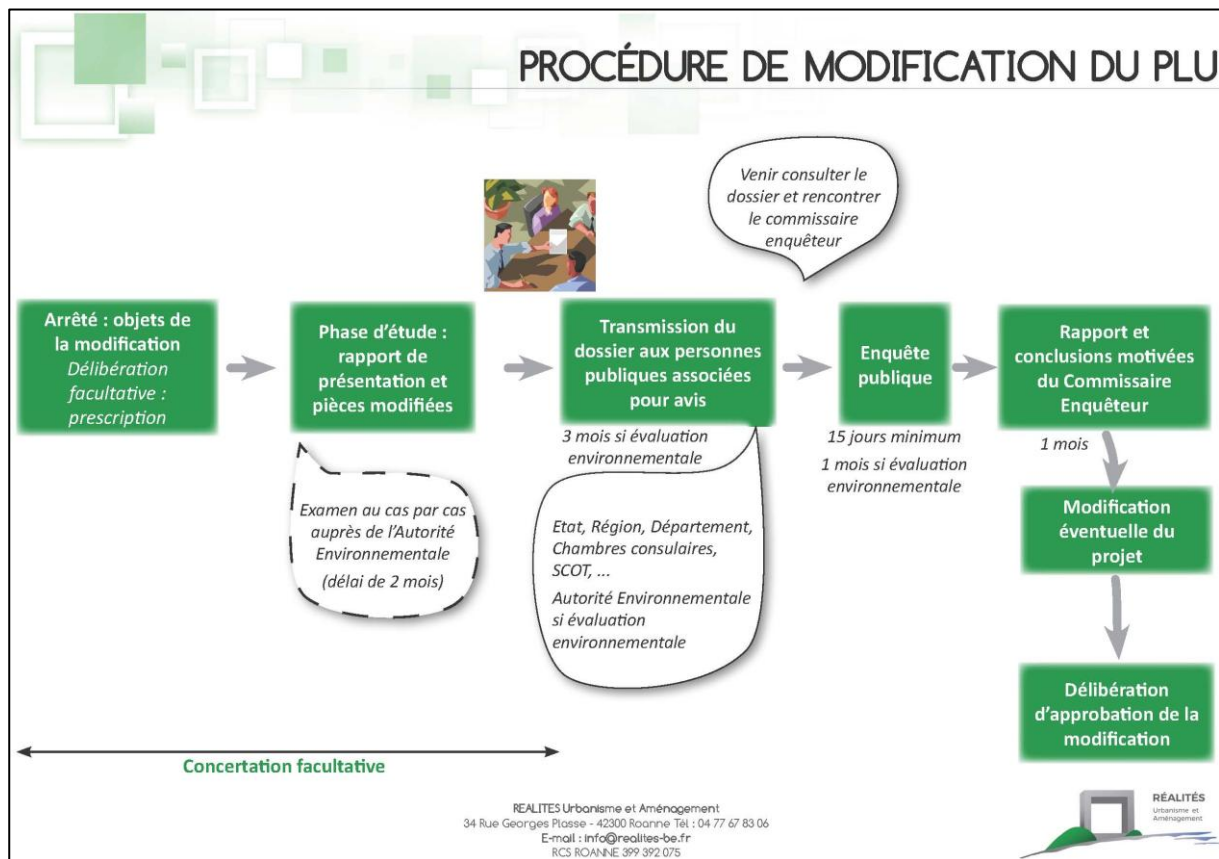 PROCÉDURE DE MODIFICATION DU PLU
Venir consulter le
dossier et rencontrer
le commissaire
enquêteur
Arrêté : objets de
la modification
Délibération
facultative :
prescription
Phase d'étude :
rapport de
présentation et
pièces modifiées
Transmission du
dossier aux personnes
publiques associées
pour avis
Enquête
publique
Rapport et
conclusions motivées
du Commissaire
Enquêteur
3 mois si évaluation
environnementale
15 jours minimum
1 mois si évaluation
environnementale
1 mois
Examen au cas par cas
auprès de l'Autorité
Environnementale
(délai de 2 mois)
Etat, Région, Département,
Chambres consulaires,
SCOT, ...
Autorité Environnementale
si évaluation
environnementale
Modification
éventuelle du
projet
Délibération
d'approbation de la
modification
Concertation facultative
REALITES Urbanisme et Aménagement
34 Rue Georges Plasse - 42300 Roanne Tél : 04 77 67 83 06
E-mail : info@realites-be.fr
RCS ROANNE 399 392 075
RÉALITÉS
Urbanisme et
Aménagement